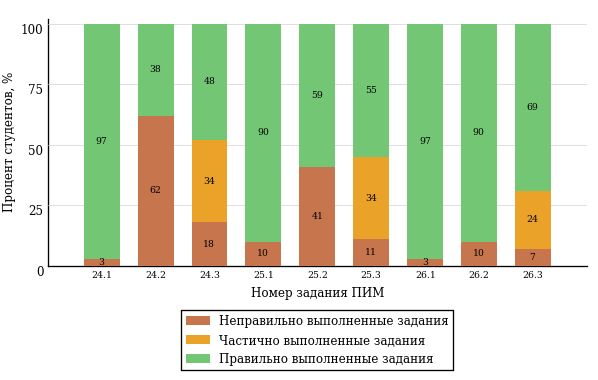 Процент студентов, %
100
75
50
25
0
97 38 48 90 59 55 97 90 69
34 34 24
3 62 18 10 41 11 3 10 7
24.1 24.2 24.3 25.1 25.2 25.3 26.1 26.2 26.3
Номер задания ПИМ
Неправильно выполненные задания
Частично выполненные задания
Правильно выполненные задания